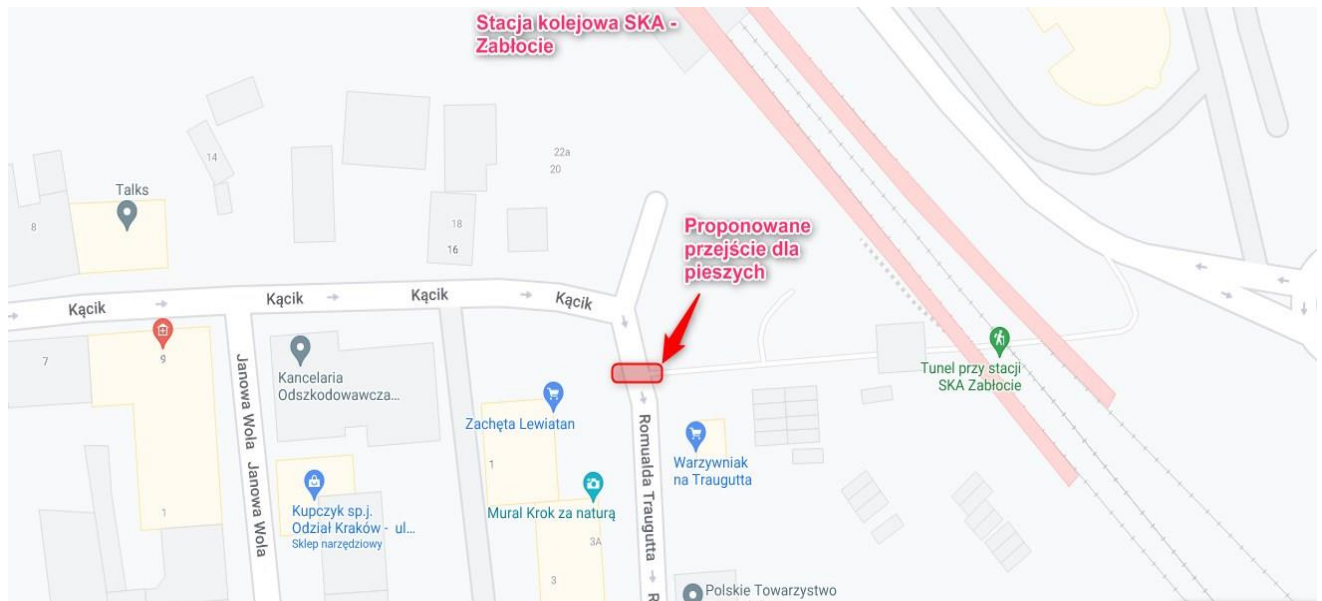 Stacja kolejowa SKA -
Zabłocie
14
22a
20
Talks
8
18
16
Proponowane
przejście dla
pieszych
Kącik
Kącik
Kącik
Kącik
7
9
Janowa Wola
Janowa Wola
Kancelaria
Odszkodowawcza...
Tunel przy stacji
SKA Zabłocie
Zachęta Lewiatan
Romualda Traugutta
1
Warzywniak
na Traugutta
1
Kupczyk sp.j.
Odział Kraków - ul...
Sklep narzędziowy
Mural Krok za naturą
3A
3
R
Polskie Towarzystwo